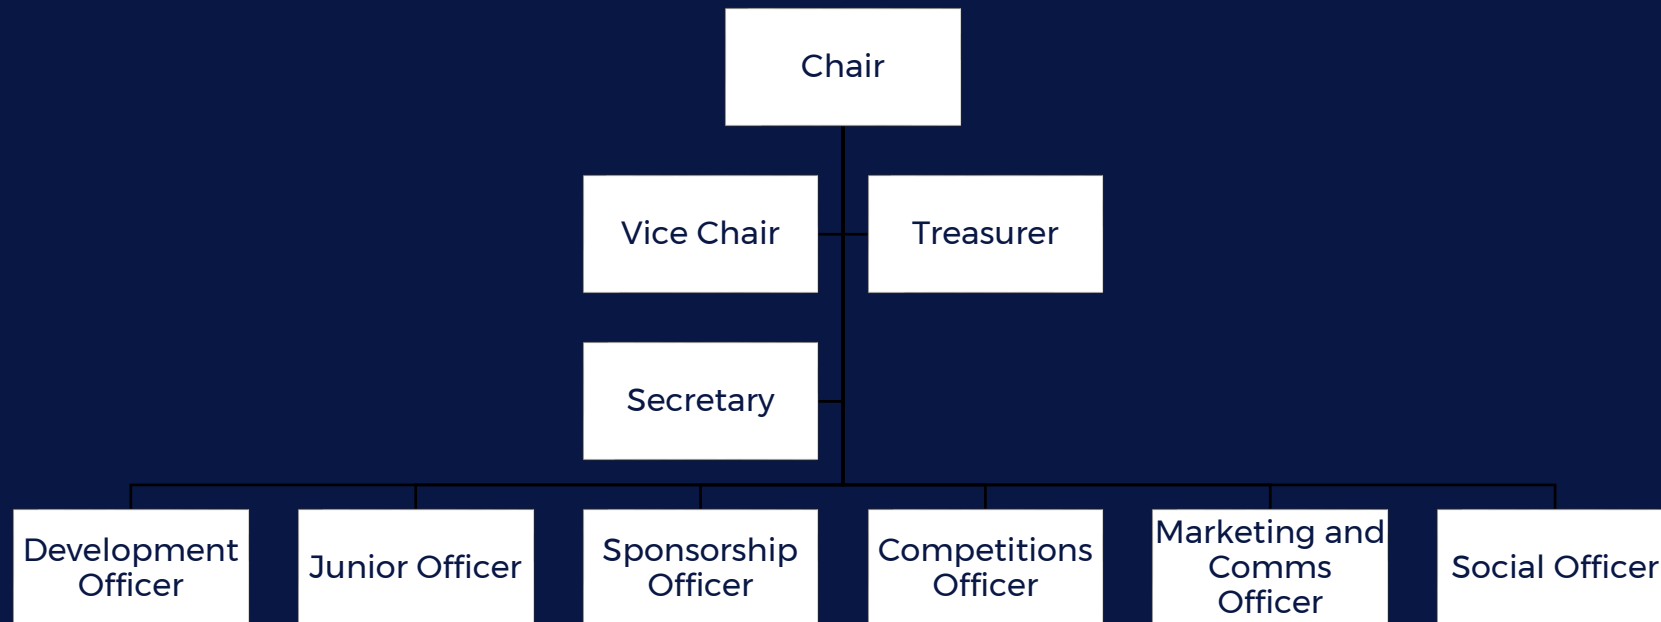 Chair
Vice Chair
Treasurer
Secretary
Development
Officer
Junior Officer
Sponsorship
Officer
Competitions
Officer
Marketing and
Comms
Officer
Social Officer